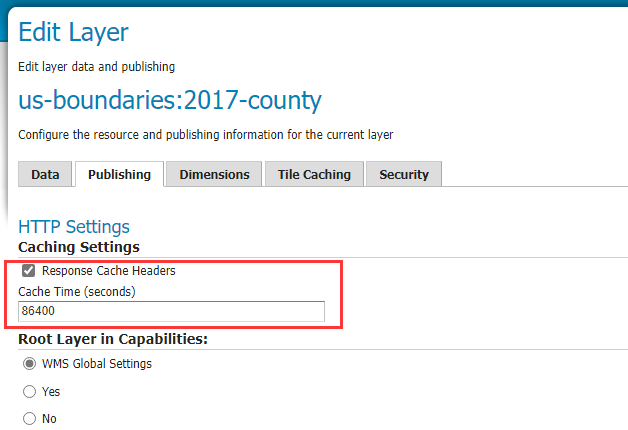 Edit Layer
Edit layer data and publishing
us-boundaries:2017-county
Configure the resource and publishing information for the current layer
Data Publishing Dimensions Tile Caching Security
HTTP Settings
Caching Settings
Response Cache Headers
Cache Time (seconds)
86400
Root Layer in Capabilities:
WMS Global Settings
Yes
No